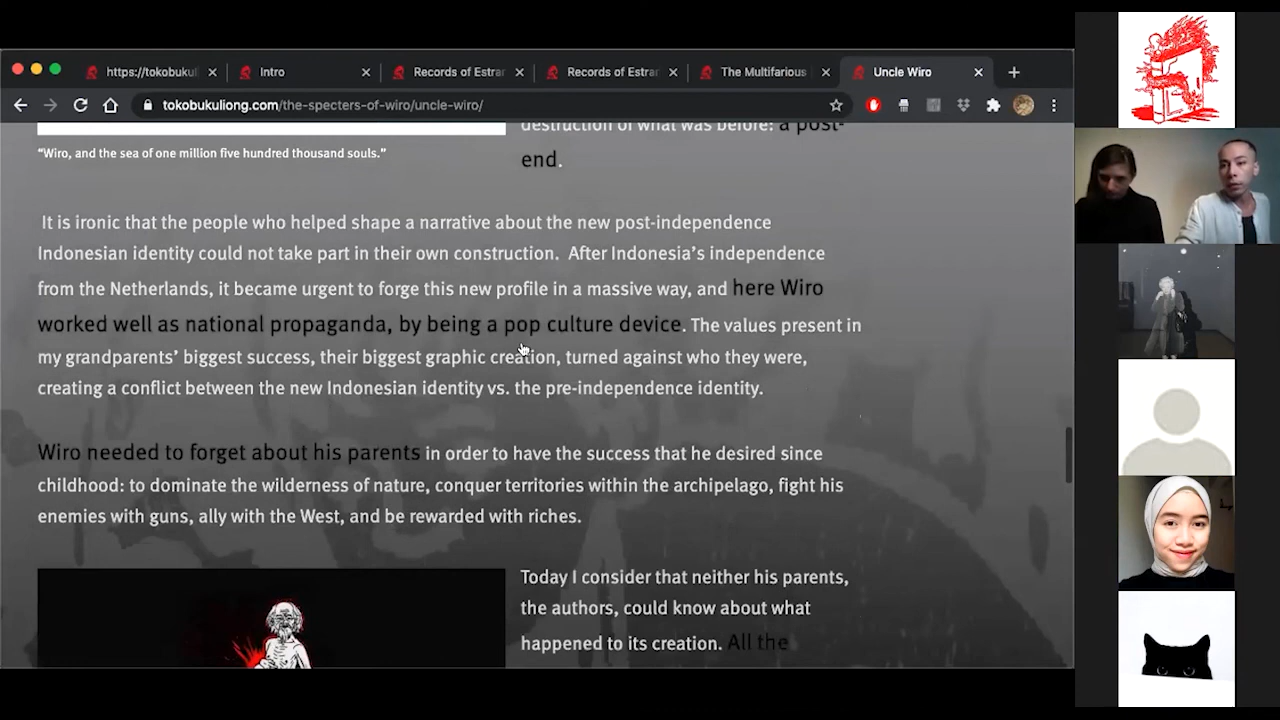 https://tokobukul
Intro
Records of Estran
Records of Estran
The Multifarious
Uncle Wiro
tokobukuliong.com/the-specters-of-wiro/uncle-wiro/
destruction of what was before: a post-
end.
“Wiro, and the sea of one million five hundred thousand souls.”
It is ironic that the people who helped shape a narrative about the new post-independence
Indonesian identity could not take part in their own construction. After Indonesia’s independence
from the Netherlands, it became urgent to forge this new profile in a massive way, and here Wiro
worked well as national propaganda, by being a pop culture device. The values present in
my grandparents’ biggest success, their biggest graphic creation, turned against who they were,
creating a conflict between the new Indonesian identity vs. the pre-independence identity.
Wiro needed to forget about his parents in order to have the success that he desired since
childhood: to dominate the wilderness of nature, conquer territories within the archipelago, fight his
enemies with guns, ally with the West, and be rewarded with riches.
Today I consider that neither his parents,
the authors, could know about what
happened to its creation. All the